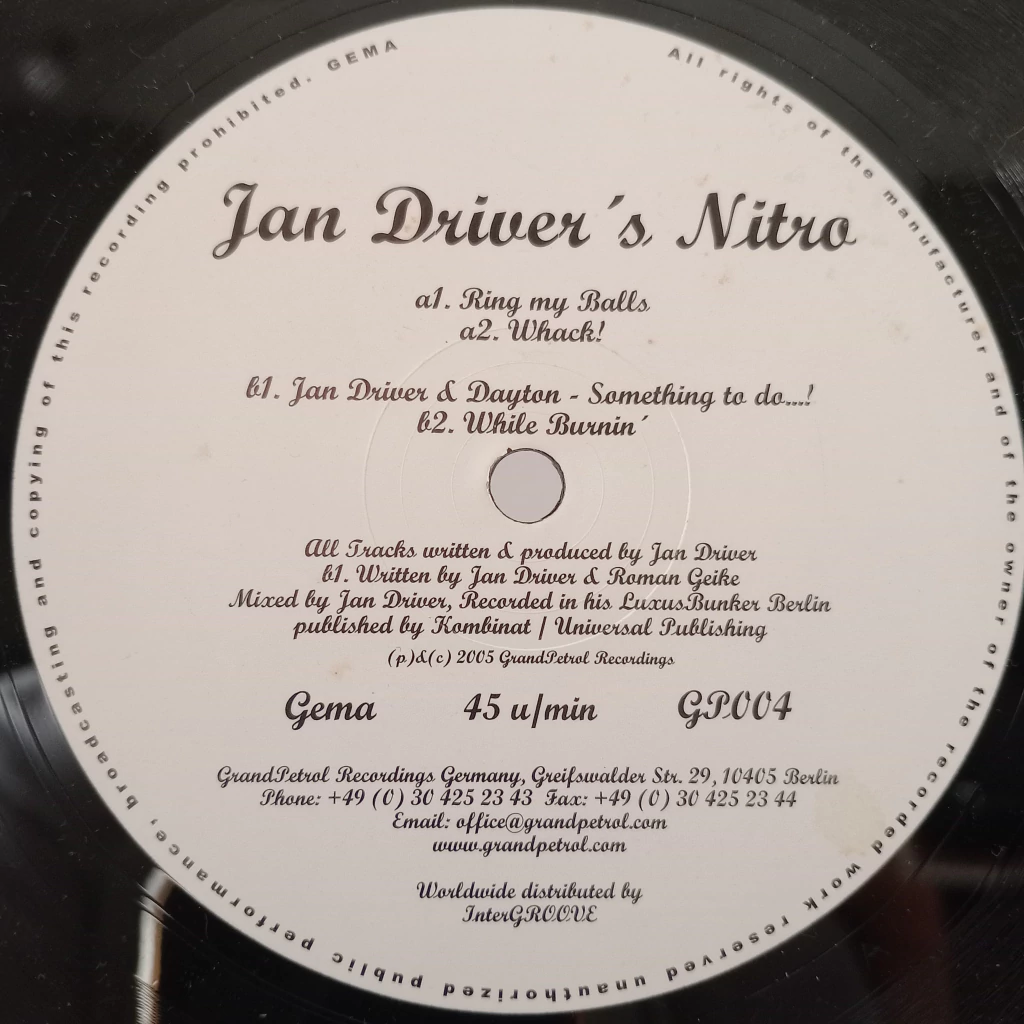 Jan Driver´s Nitro
a1. Ring my Balls
a2. Whack!
b1. Jan Driver & Dayton - Something to do...!
b2. While Burnin´
All Tracks written & produced by Jan Driver
b1. Written by Jan Driver & Roman Geike
Mixed by Jan Driver, Recorded in his LuxusBunker Berlin
published by Kombinat / Universal Publishing
(p)&(c) 2005 GrandPetrol Recordings
Gema 45 u/min GP004
GrandPetrol Recordings Germany, Greifswalder Str. 29, 10405 Berlin
Phone: +49 (0) 30 425 23 43 Fax: +49 (0) 30 425 23 44
Email: office@grandpetrol.com
www.grandpetrol.com
Worldwide distributed by
InterGROOVE
All rights of the manufacturer and of the owner of the recorded work reserved unauthorized public performance, broadcasting and copying of this recording prohibited. GEMA